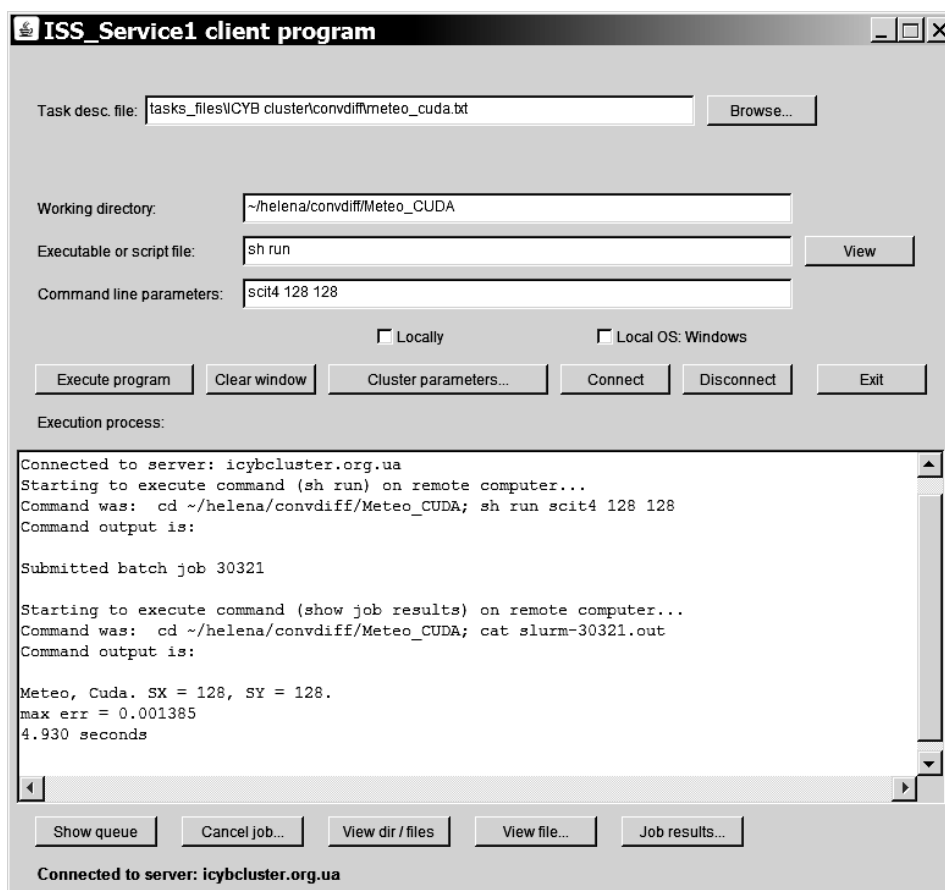 ISS_Service1 client program
Task desc. file: tasks_files\ICYB cluster\convdiff\meteo_cuda.txt Browse...
Working directory: ~/helena/convdiff/Meteo_CUDA
Executable or script file: sh run View
Command line parameters: scit4 128 128
Locally Local OS: Windows
Execute program Clear window Cluster parameters... Connect Disconnect Exit
Execution process:
Connected to server: icybcluster.org.ua
Starting to execute command (sh run) on remote computer...
Command was:  cd ~/helena/convdiff/Meteo_CUDA; sh run scit4 128 128
Command output is:
Submitted batch job 30321
Starting to execute command (show job results) on remote computer...
Command was:  cd ~/helena/convdiff/Meteo_CUDA; cat slurm-30321.out
Command output is:
Meteo, Cuda. SX = 128, SY = 128.
max err = 0.001385
4.930 seconds
Show queue Cancel job... View dir / files View file... Job results...
Connected to server: icybcluster.org.ua